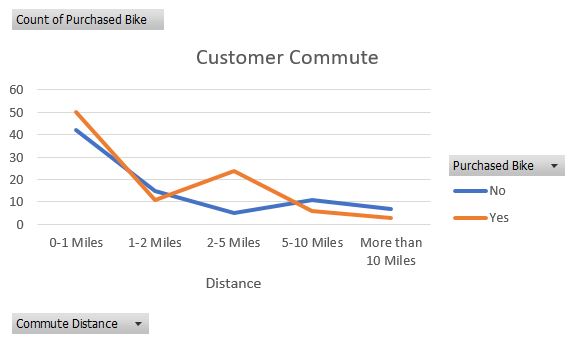 Count of Purchased Bike
Customer Commute
60
50
40
30
20
10
0
0-1 Miles 1-2 Miles 2-5 Miles 5-10 Miles More than
10 Miles
Distance
Purchased Bike
No
Yes
Commute Distance